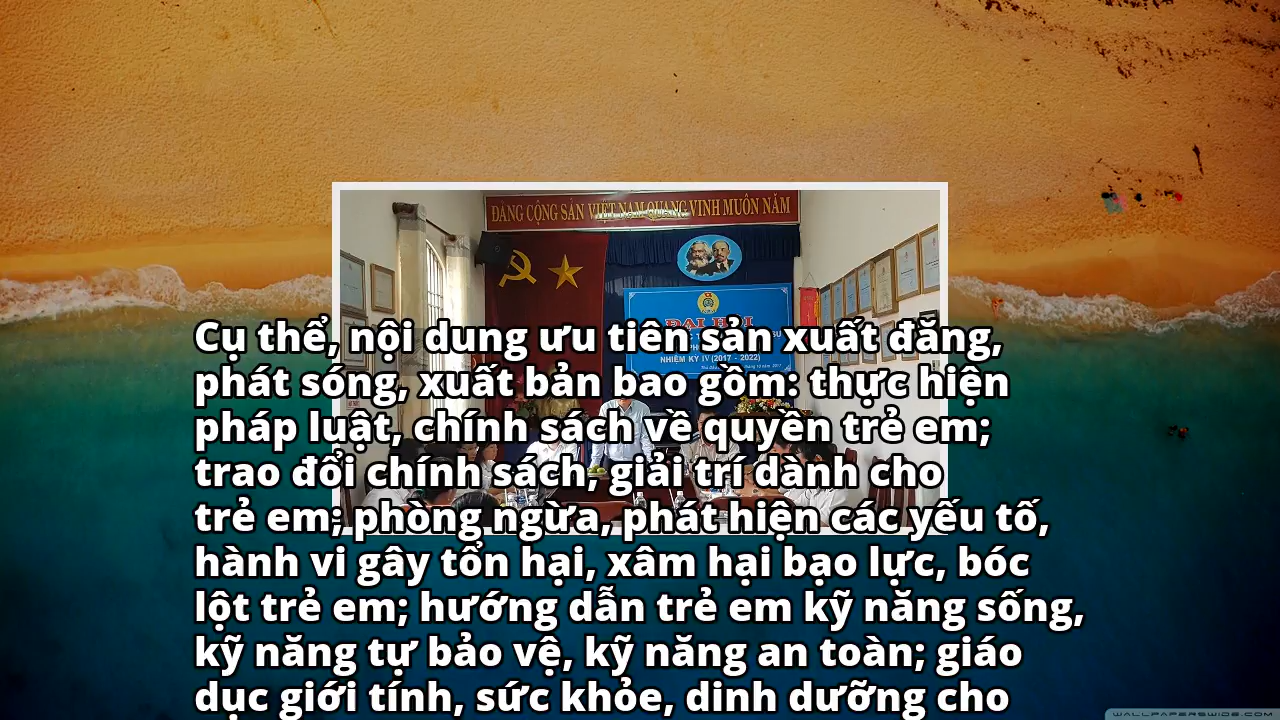 ĐẢNG CỘNG SẢN VIỆT NAM QUANG VINH MUÔN NĂM
ĐẠI HỘI
NHIỆM KỲ IV (2017 - 2022)
Cụ thể, nội dung ưu tiên sản xuất đăng,
phát sóng, xuất bản bao gồm: thực hiện
pháp luật, chính sách về quyền trẻ em;
trao đổi chính sách, giải trí dành cho
trẻ em; phòng ngừa, phát hiện các yếu tố,
hành vi gây tổn hại, xâm hại bạo lực, bóc
lột trẻ em; hướng dẫn trẻ em kỹ năng sống,
kỹ năng tự bảo vệ, kỹ năng an toàn; giáo
dục giới tính, sức khỏe, dinh dưỡng cho
WALLPAPERSWIDE.COM